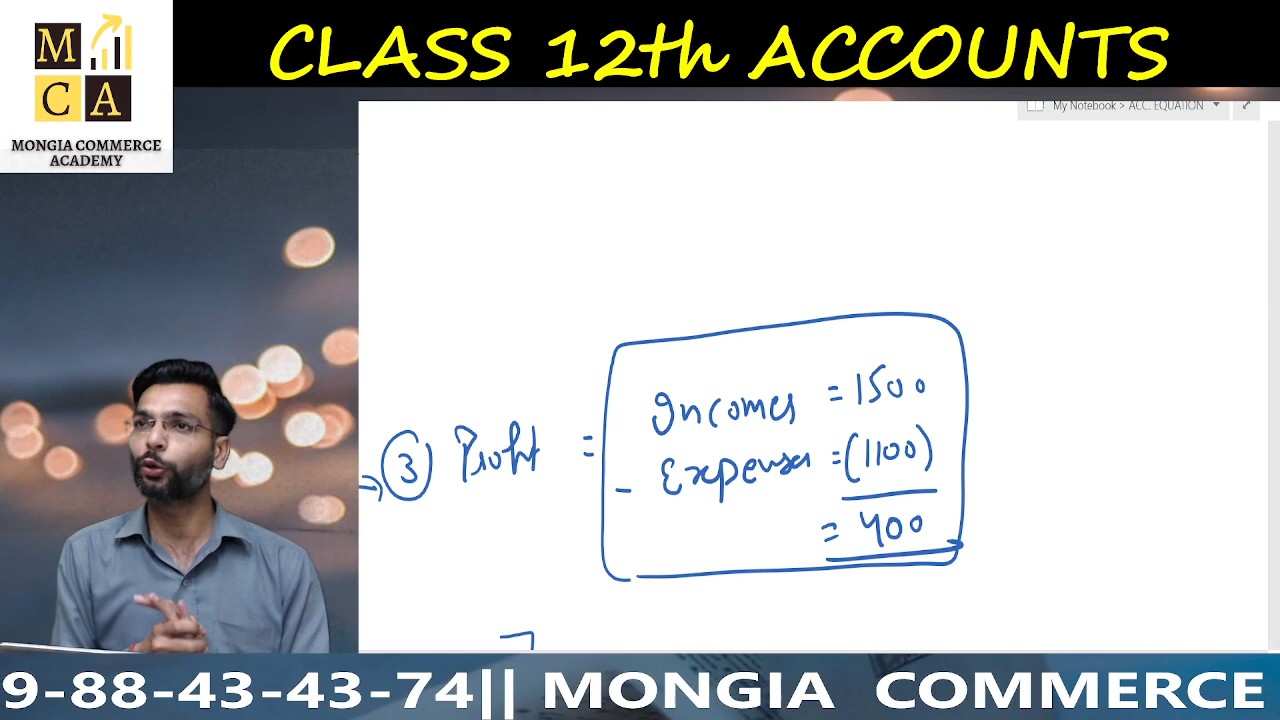 M
C A
MONGIA COMMERCE
ACADEMY
CLASS 12th ACCOUNTS
My Notebook > ACC. EQUATION
→ ③ Profit =
Incomes = 1500
- Expenses = (1100)
= 400
9-88-43-43-74|| MONGIA COMMERCE